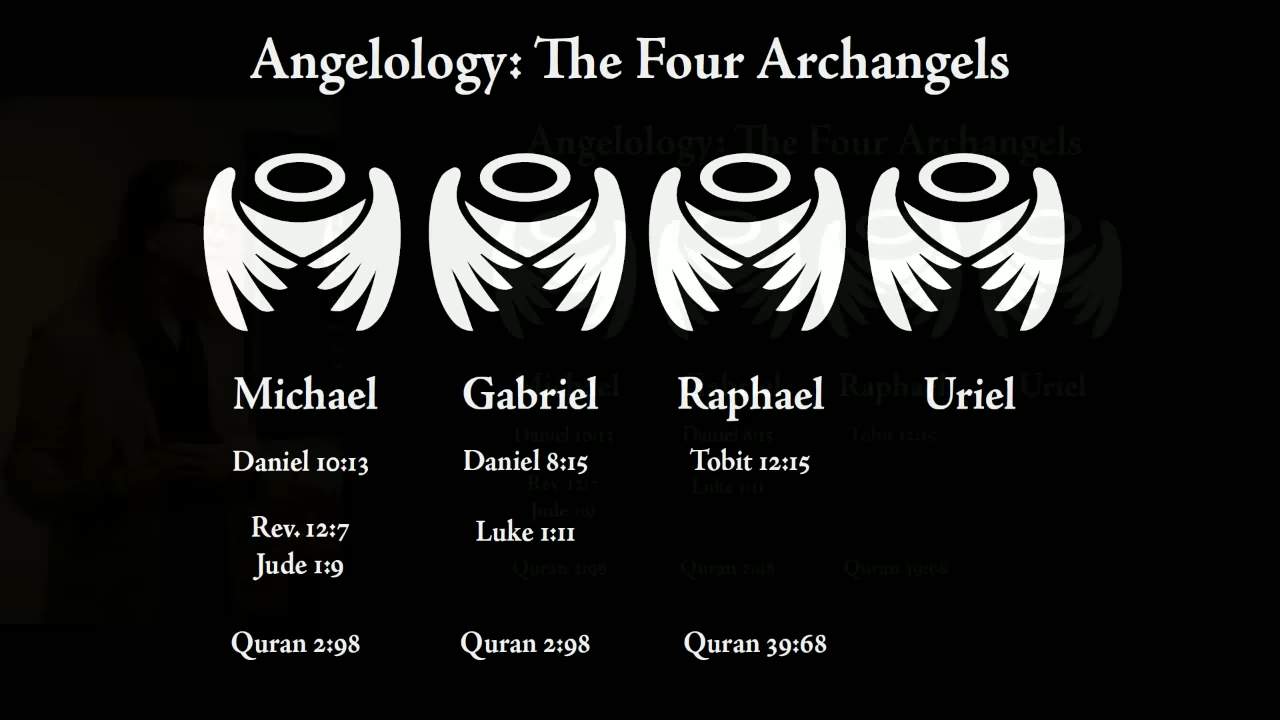 Angelology: The Four Archangels
Michael Gabriel Raphael Uriel
Daniel 10:13 Daniel 8:15 Tobit 12:15
Rev. 12:7 Luke 1:11
Jude 1:9
Quran 2:98 Quran 2:98 Quran 39:68